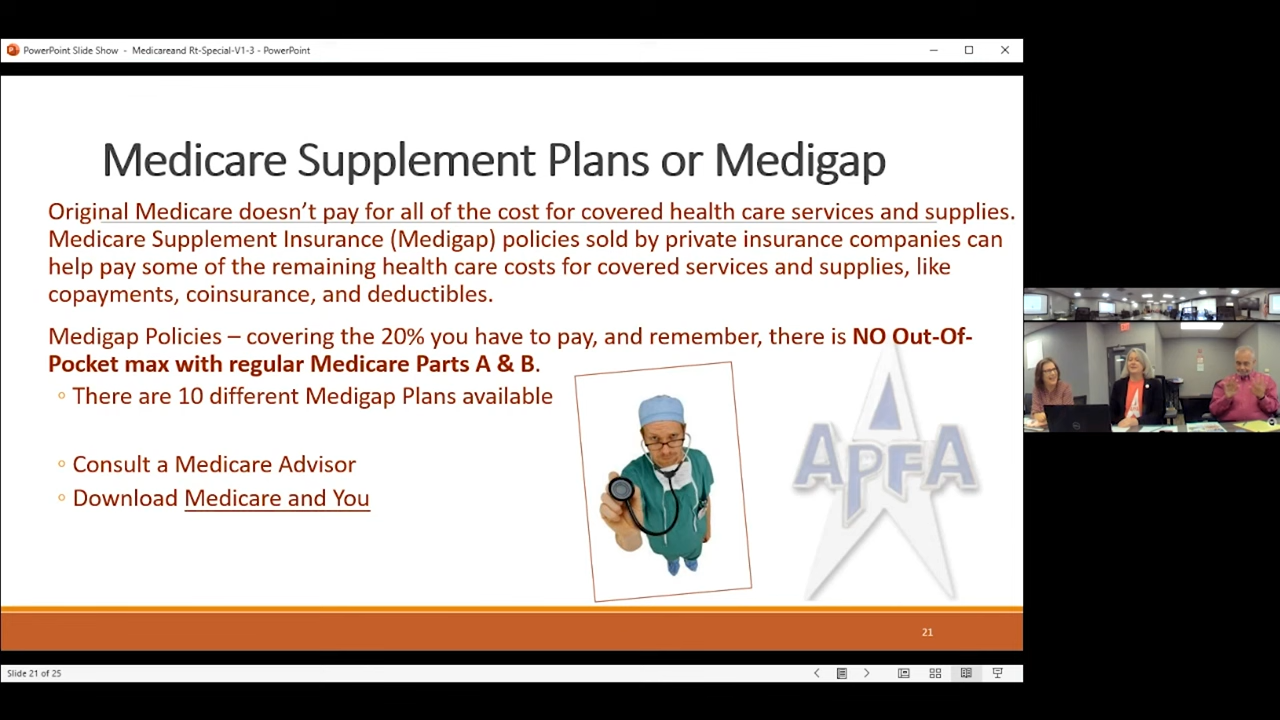 PowerPoint Slide Show - Medicareand Rt-Special-V1-3 - PowerPoint
Medicare Supplement Plans or Medigap
Original Medicare doesn’t pay for all of the cost for covered health care services and supplies.
Medicare Supplement Insurance (Medigap) policies sold by private insurance companies can
help pay some of the remaining health care costs for covered services and supplies, like
copayments, coinsurance, and deductibles.
Medigap Policies – covering the 20% you have to pay, and remember, there is NO Out-Of-
Pocket max with regular Medicare Parts A & B.
◦ There are 10 different Medigap Plans available
◦ Consult a Medicare Advisor
◦ Download Medicare and You
APFA
21
Slide 21 of 25